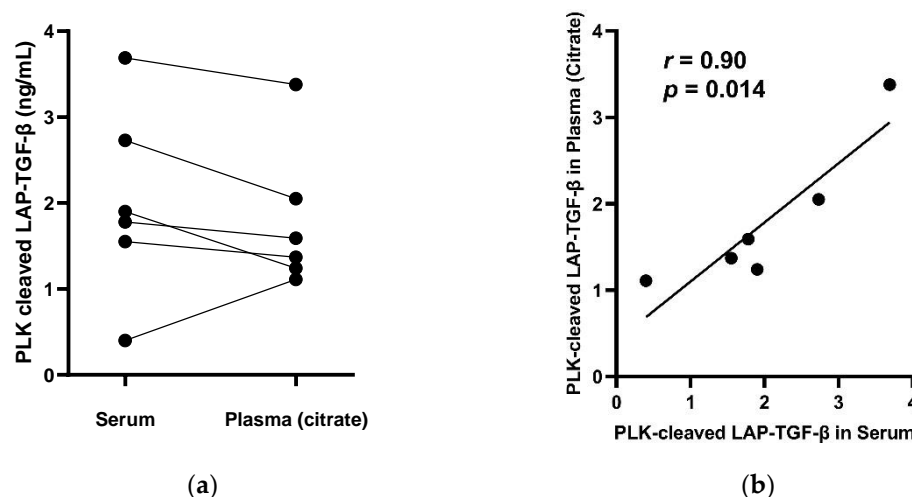 PLK cleaved LAP-TGF-β (ng/mL)
4
3
2
1
0
Serum
Plasma (citrate)
(a)
PLK-cleaved LAP-TGF-β in Plasma (Citrate)
4
3
2
1
0
r = 0.90
p = 0.014
0 1 2 3 4
PLK-cleaved LAP-TGF-β in Serum
(b)